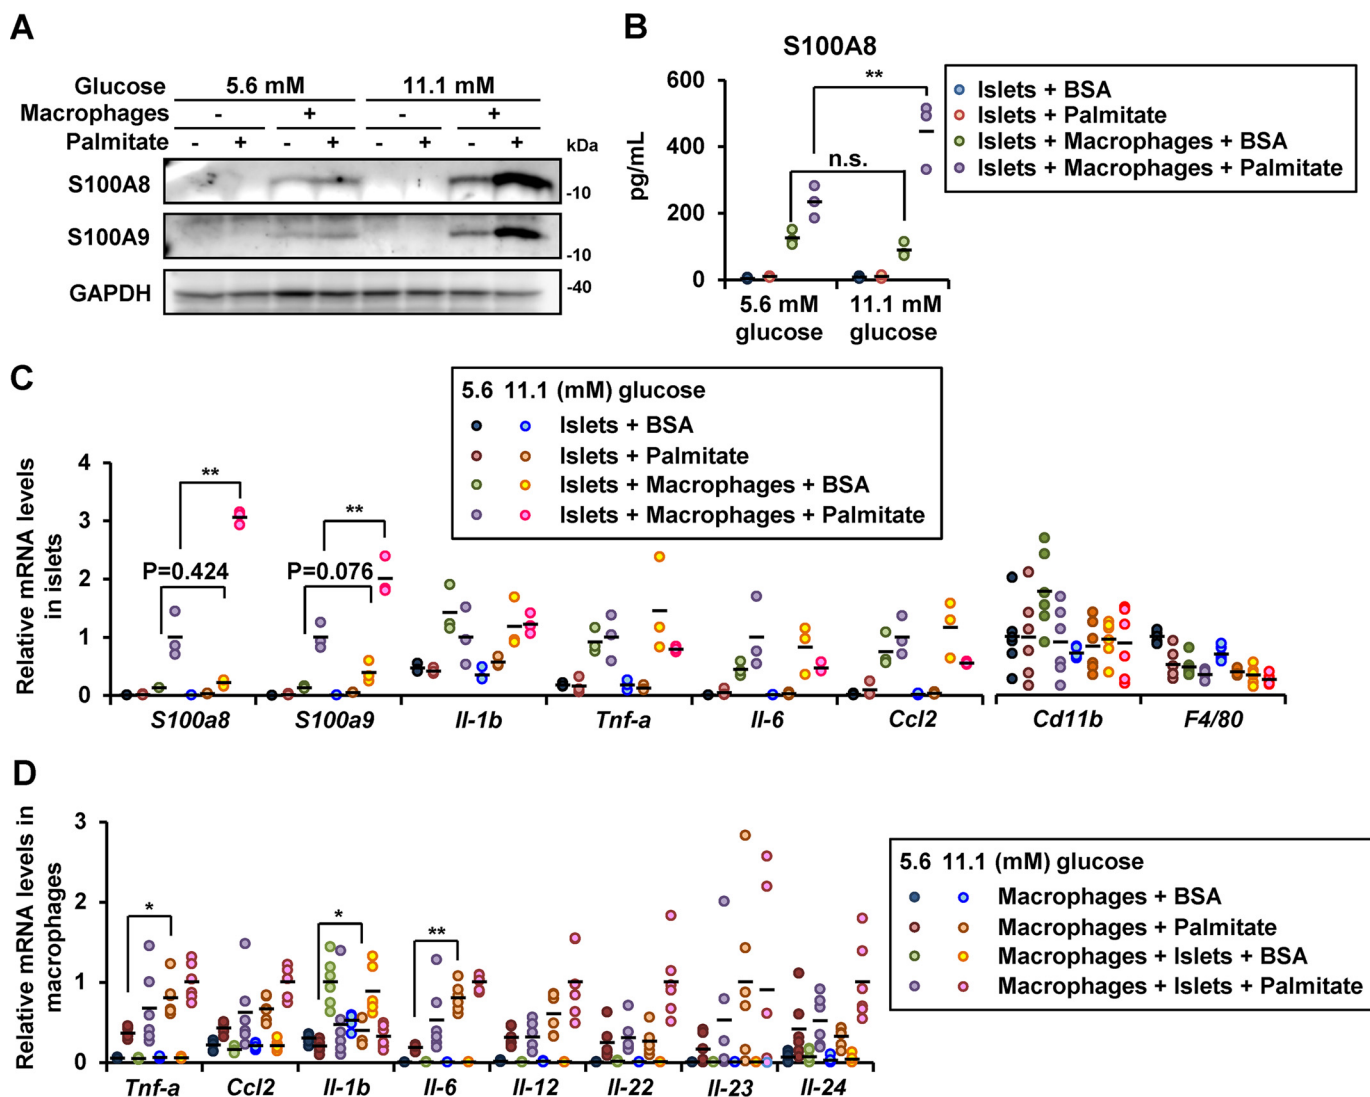 A
Glucose 5.6 mM 11.1 mM
Macrophages - + - +
Palmitate - + - + - + - + kDa
S100A8 -10
S100A9 -10
GAPDH -40
B
S100A8
pg/mL
600
400
200
0
**
n.s.
5.6 mM glucose
11.1 mM glucose
Islets + BSA
Islets + Palmitate
Islets + Macrophages + BSA
Islets + Macrophages + Palmitate
C
5.6 11.1 (mM) glucose
Islets + BSA
Islets + Palmitate
Islets + Macrophages + BSA
Islets + Macrophages + Palmitate
Relative mRNA levels
in islets
4
3
2
1
0
**
P=0.424
**
P=0.076
S100a8 S100a9 Il-1b Tnf-a Il-6 Ccl2 Cd11b F4/80
D
Relative mRNA levels in
macrophages
3
2
1
0
*
*
**
Tnf-a Ccl2 Il-1b Il-6 Il-12 Il-22 Il-23 Il-24
5.6 11.1 (mM) glucose
Macrophages + BSA
Macrophages + Palmitate
Macrophages + Islets + BSA
Macrophages + Islets + Palmitate